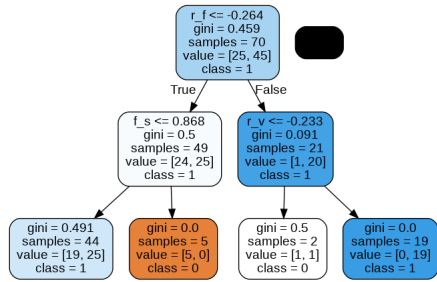 r_f <= -0.264
gini = 0.459
samples = 70
value = [25, 45]
class = 1
True
False
f_s <= 0.868
gini = 0.5
samples = 49
value = [24, 25]
class = 1
r_v <= -0.233
gini = 0.091
samples = 21
value = [1, 20]
class = 1
gini = 0.491
samples = 44
value = [19, 25]
class = 1
gini = 0.0
samples = 5
value = [5, 0]
class = 0
gini = 0.5
samples = 2
value = [1, 1]
class = 0
gini = 0.0
samples = 19
value = [0, 19]
class = 1